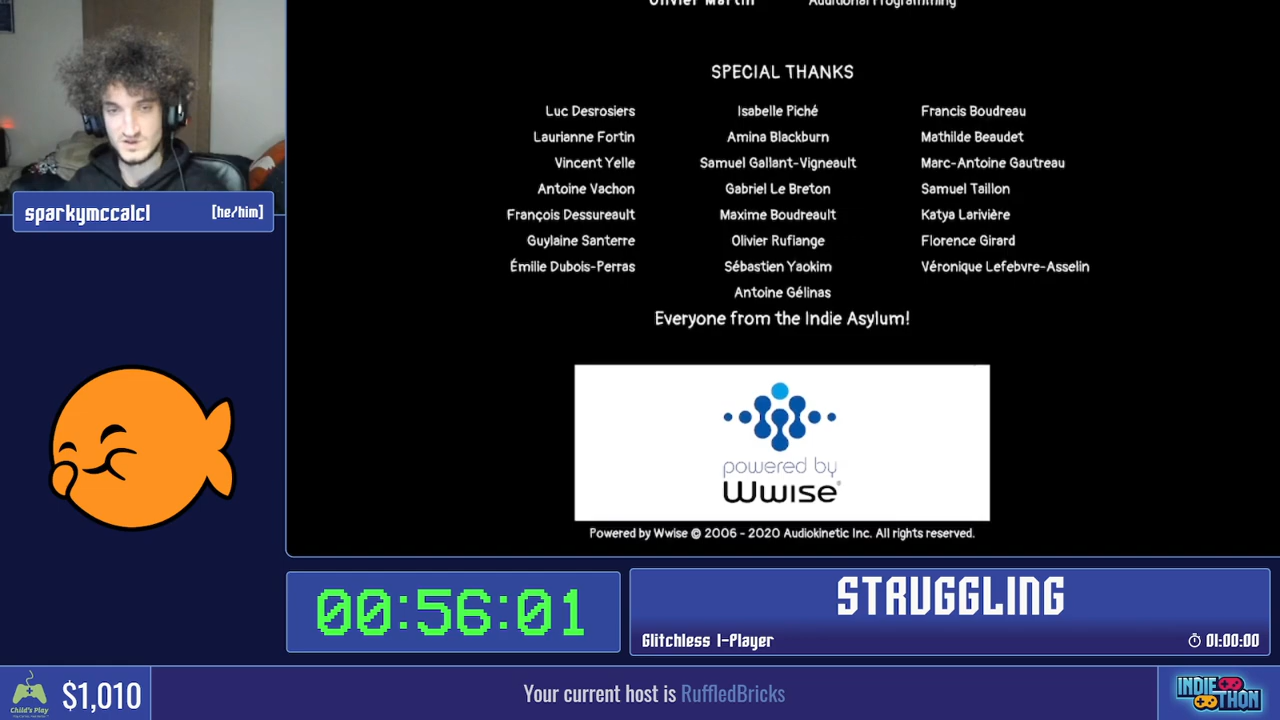 Olivier Martin Additional Programming
SPECIAL THANKS
Luc Desrosiers Isabelle Piché Francis Boudreau
Laurianne Fortin Amina Blackburn Mathilde Beaudet
Vincent Yelle Samuel Gallant-Vigneault Marc-Antoine Gautreau
Antoine Vachon Gabriel Le Breton Samuel Taillon
François Dessureault Maxime Boudreault Katya Larivière
Guylaine Santerre Olivier Rufiange Florence Girard
Émilie Dubois-Perras Sébastien Yaokim Véronique Lefebvre-Asselin
Antoine Gélinas
Everyone from the Indie Asylum!
powered by
Wwise
Powered by Wwise © 2006 - 2020 Audiokinetic Inc. All rights reserved.
sparkymccalcl [he/him]
00:56:01
STRUGGLING
Glitchless 1-Player 01:00:00
Child's Play
$1,010
Your current host is RuffledBricks
INDIE
THON